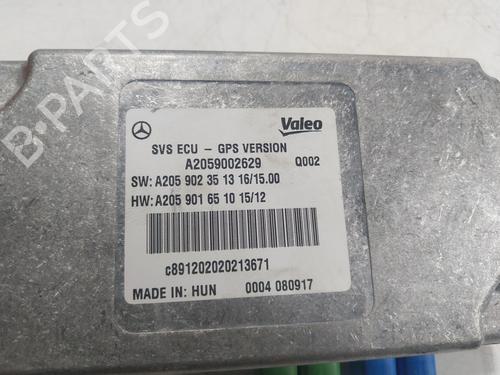 Valeo
SVS ECU - GPS VERSION
A2059002629 Q002
SW: A205 902 35 13 16/15.00
HW: A205 901 65 10 15/12
c891202020213671
MADE IN: HUN 0004 080917
B-PARTS